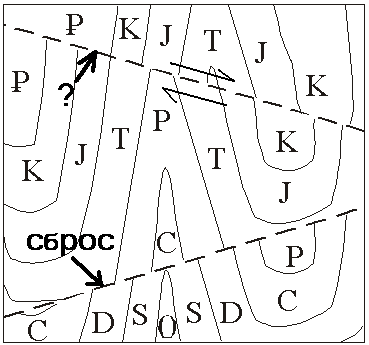 Ᵽ K J T
J
Ᵽ K
?
P
T K
K J T
J
сброс C P
C
C D S O S D